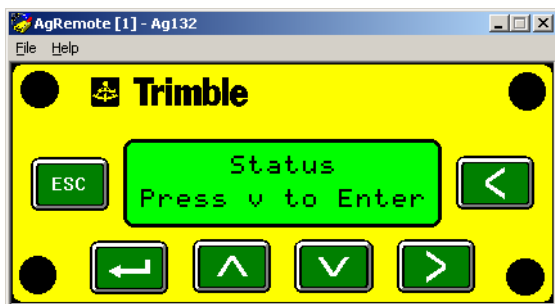 AgRemote [1] - Ag132
File Help
Trimble
ESC
Status
Press v to Enter